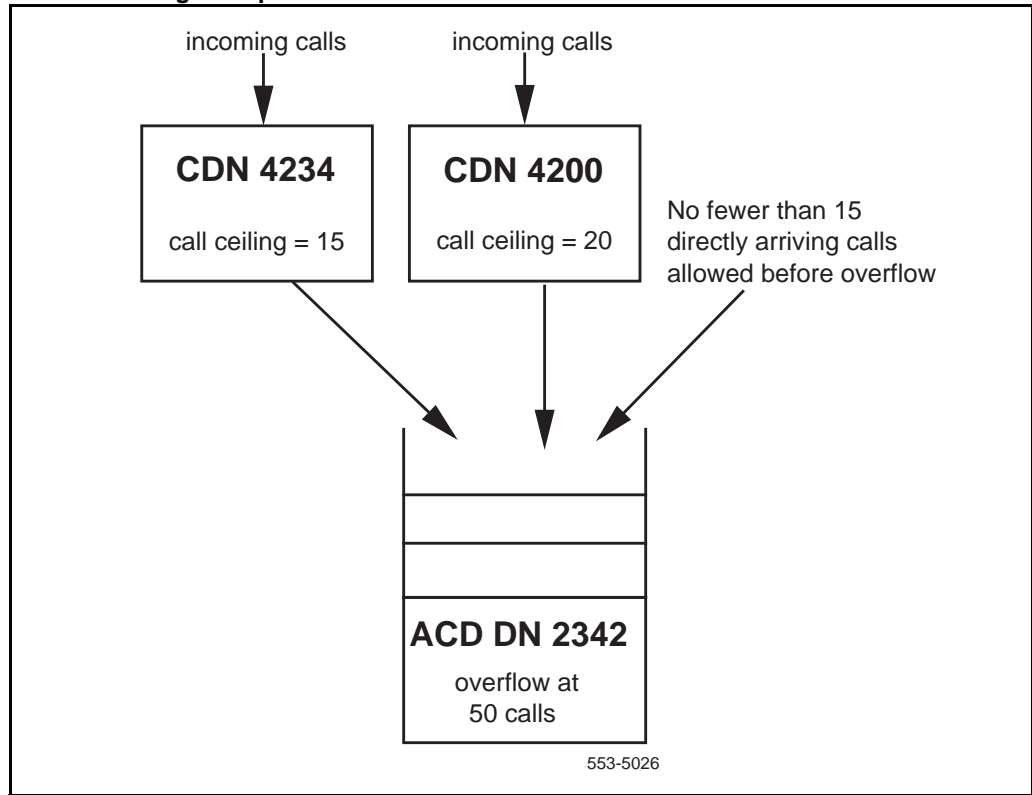 incoming calls
incoming calls
CDN 4234
call ceiling = 15
CDN 4200
call ceiling = 20
No fewer than 15
directly arriving calls
allowed before overflow
ACD DN 2342
overflow at
50 calls
553-5026